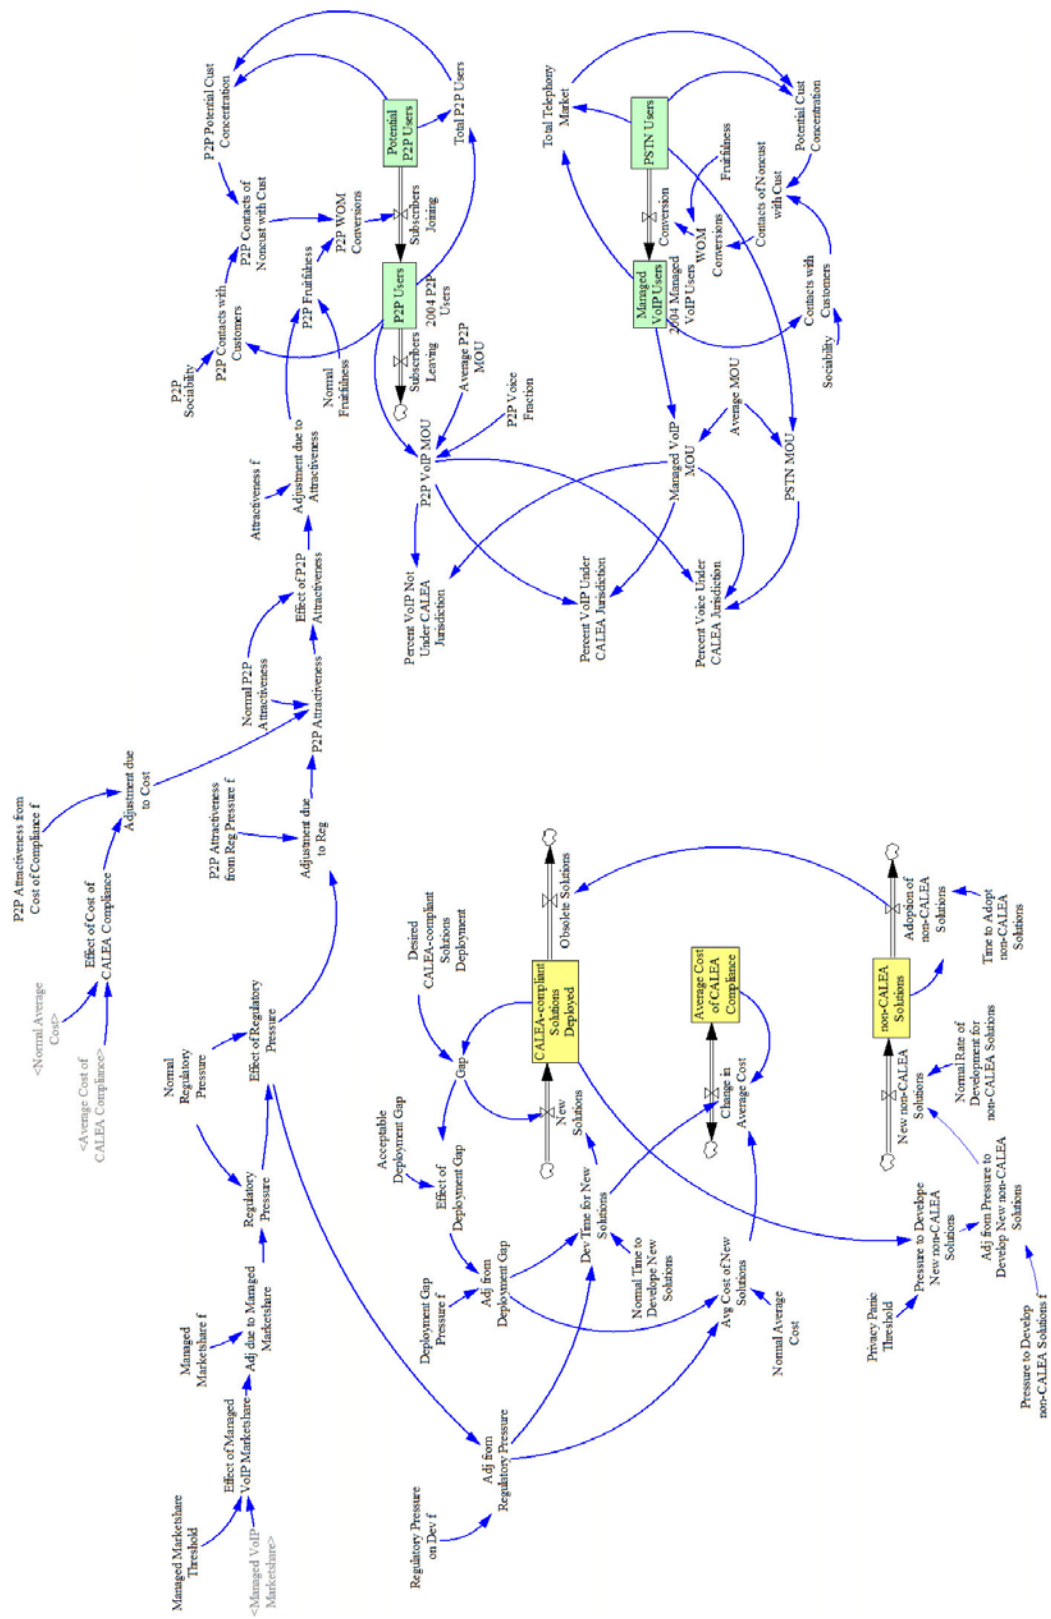 P2P Attractiveness from
Cost of Compliance f
<Normal Average
Cost>
Effect of Cost of
CALEA Compliance
<Average Cost of
CALEA Compliance>
Adjustment due
to Cost
Managed Marketshare
Threshold
Effect of Managed
VoIP Marketshare
<Managed VoIP
Marketshare>
Managed
Marketshare f
Adj due to Managed
Marketshare
Regulatory
Pressure
Normal
Regulatory
Pressure
Effect of Regulatory
Pressure
P2P Attractiveness
from Reg Pressure f
Adjustment due
to Reg
Normal P2P
Attractiveness
P2P Attractiveness
Effect of P2P
Attractiveness
Attractiveness f
Adjustment due to
Attractiveness
P2P
Sociability
P2P Contacts with
Customers
P2P Contacts of
Noncust with Cust
P2P Potential Cust
Concentration
P2P Fruitfulness
Normal
Fruitfulness
P2P WOM
Conversions
Subscribers
Leaving
P2P Users
2004 P2P
Users
Subscribers
Joining
Potential
P2P Users
Total P2P Users
P2P VoIP MOU
Average P2P
MOU
P2P Voice
Fraction
Percent VoIP Not
Under CALEA
Jurisdiction
Percent VoIP Under
CALEA Jurisdiction
Percent Voice Under
CALEA Jurisdiction
Managed VoIP
MOU
Average MOU
PSTN MOU
Total Telephony
Market
Managed
VoIP Users
2004 Managed
VoIP Users
Conversion
PSTN Users
WOM
Conversions
Fruitfulness
Contacts of Noncust
with Cust
Potential Cust
Concentration
Contacts with
Customers
Sociability
Regulatory Pressure
on Dev f
Adj from
Regulatory Pressure
Deployment Gap
Pressure f
Adj from
Deployment Gap
Acceptable
Deployment Gap
Effect of
Deployment Gap
Gap
Desired
CALEA-compliant
Solutions
Deployment
New
Solutions
CALEA-compliant
Solutions
Deployed
Obsolete Solutions
Dev Time for New
Solutions
Normal Time to
Develope New
Solutions
Change in
Average Cost
Average Cost
of CALEA
Compliance
Avg Cost of New
Solutions
Normal Average
Cost
Privacy Panic
Threshold
Pressure to Develope
New non-CALEA
Solutions
Adj from Pressure to
Develop New non-CALEA
Solutions
Pressure to Develop
non-CALEA Solutions f
New non-CALEA
Solutions
Normal Rate of
Development for
non-CALEA Solutions
non-CALEA
Solutions
Adoption of
non-CALEA
Solutions
Time to Adopt
non-CALEA
Solutions